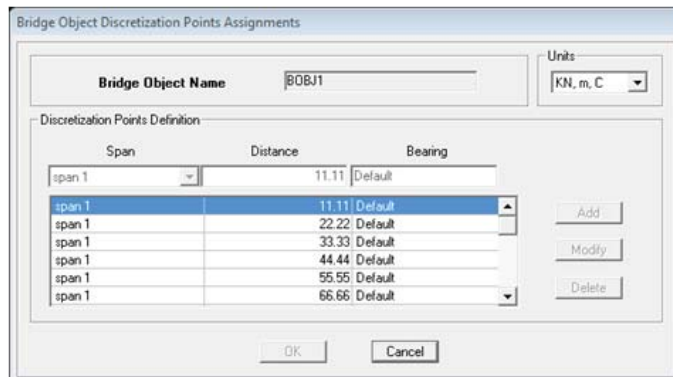 Bridge Object Discretization Points Assignments
Units
Bridge Object Name BOBJ1 KN, m, C
Discretization Points Definition
Span Distance Bearing
span 1 11.11 Default
span 1 11.11 Default
span 1 22.22 Default
span 1 33.33 Default
span 1 44.44 Default
span 1 55.55 Default
span 1 66.66 Default
Add
Modify
Delete
OK Cancel